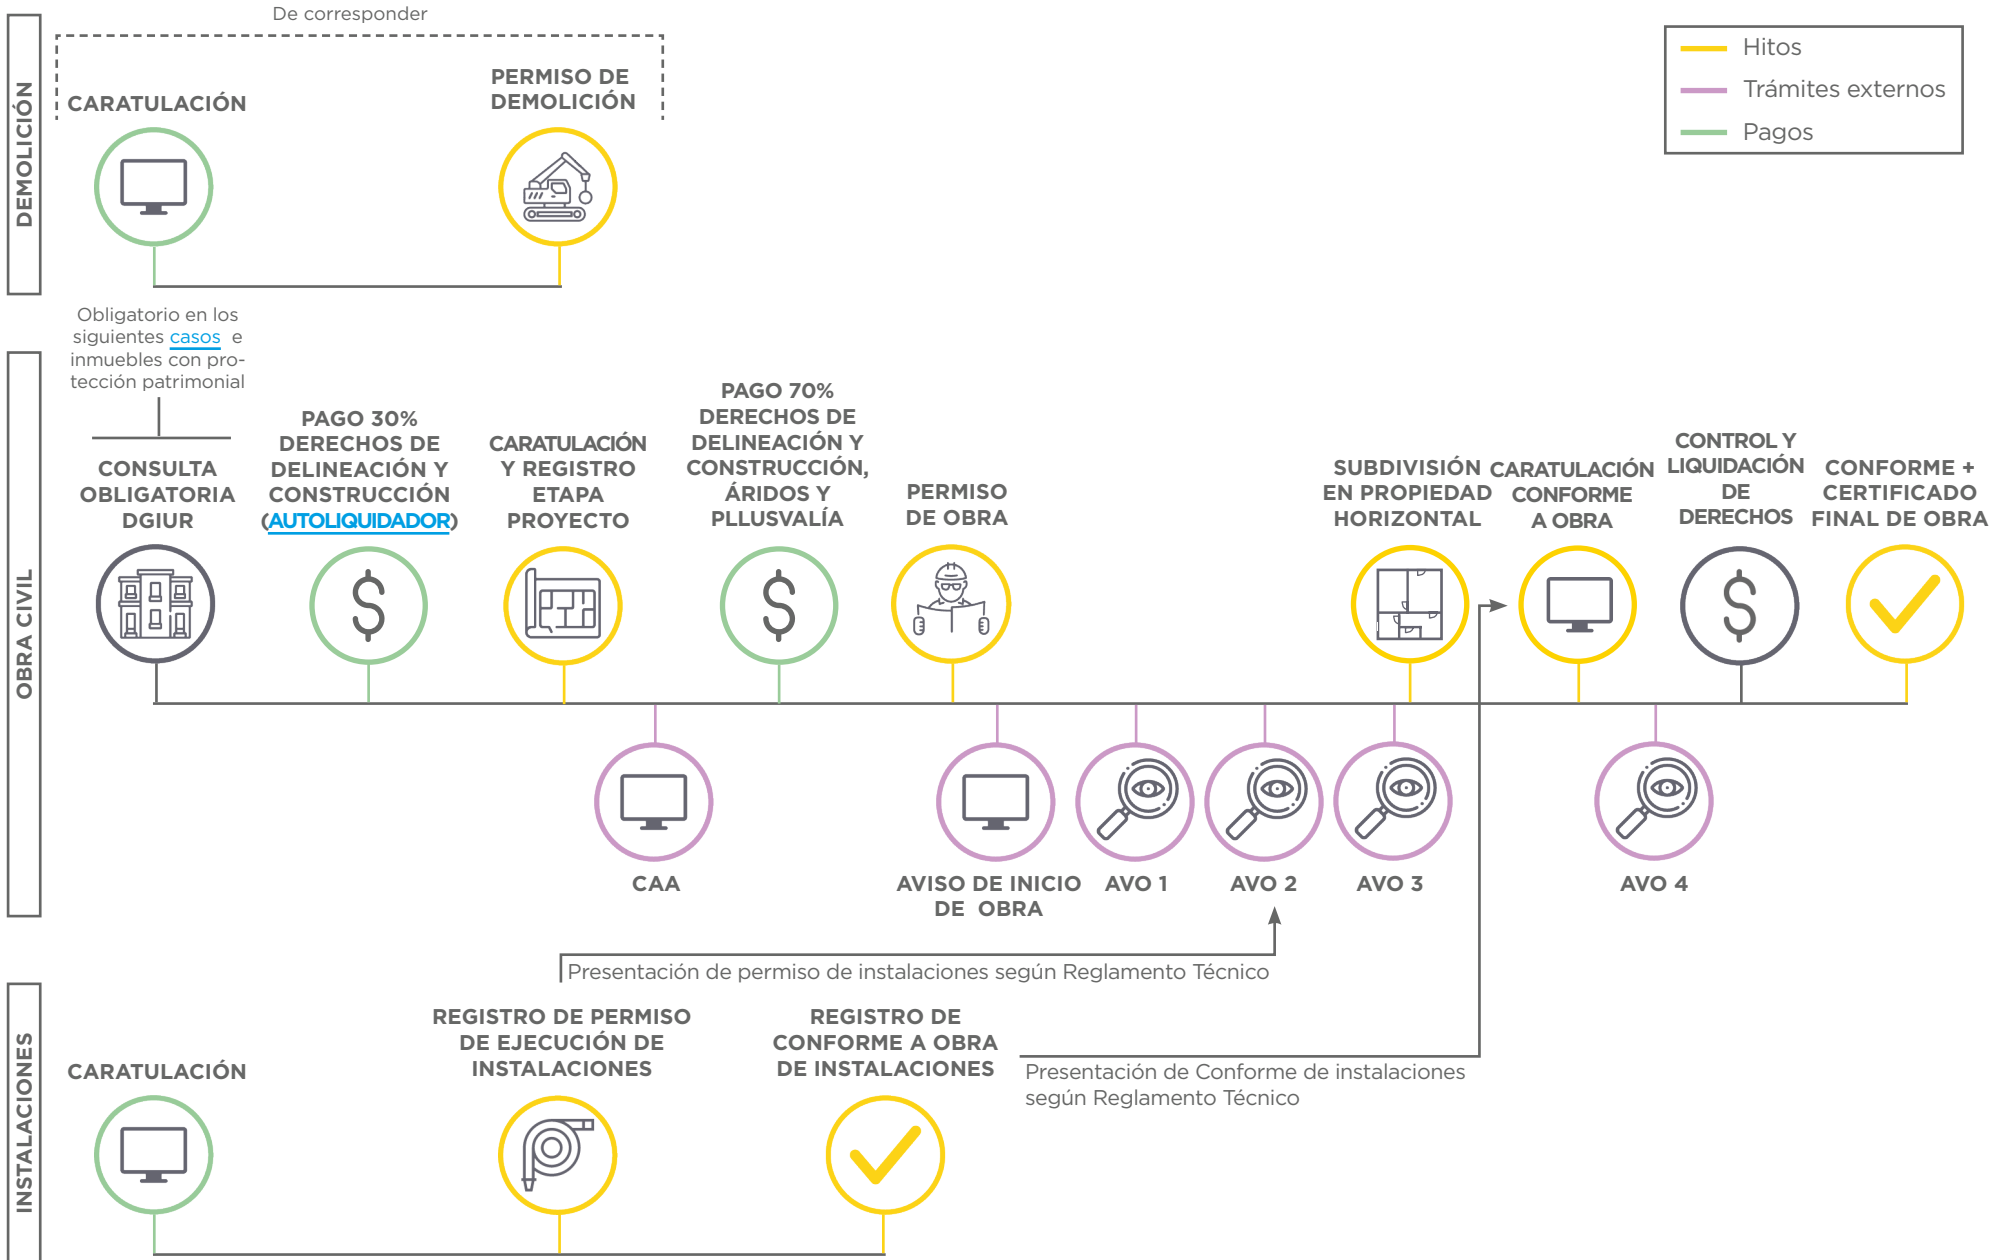 De corresponder
DEMOLICIÓN
CARATULACIÓN
PERMISO DE
DEMOLICIÓN
Hitos
Trámites externos
Pagos
OBRA CIVIL
Obligatorio en los
siguientes casos e
inmuebles con pro-
tección patrimonial
CONSULTA
OBLIGATORIA
DGIUR
PAGO 30%
DERECHOS DE
DELINEACIÓN Y
CONSTRUCCIÓN
(AUTOLIQUIDADOR)
CARATULACIÓN
Y REGISTRO
ETAPA
PROYECTO
PAGO 70%
DERECHOS DE
DELINEACIÓN Y
CONSTRUCCIÓN,
ÁRIDOS Y
PLLUSVALÍA
PERMISO
DE OBRA
SUBDIVISIÓN
EN PROPIEDAD
HORIZONTAL
CARATULACIÓN
CONFORME
A OBRA
CONTROL Y
LIQUIDACIÓN
DE
DERECHOS
CONFORME +
CERTIFICADO
FINAL DE OBRA
CAA
AVISO DE INICIO
DE OBRA
AVO 1
AVO 2
AVO 3
AVO 4
Presentación de permiso de instalaciones según Reglamento Técnico
INSTALACIONES
CARATULACIÓN
REGISTRO DE PERMISO
DE EJECUCIÓN DE
INSTALACIONES
REGISTRO DE
CONFORME A OBRA
DE INSTALACIONES
Presentación de Conforme de instalaciones
según Reglamento Técnico